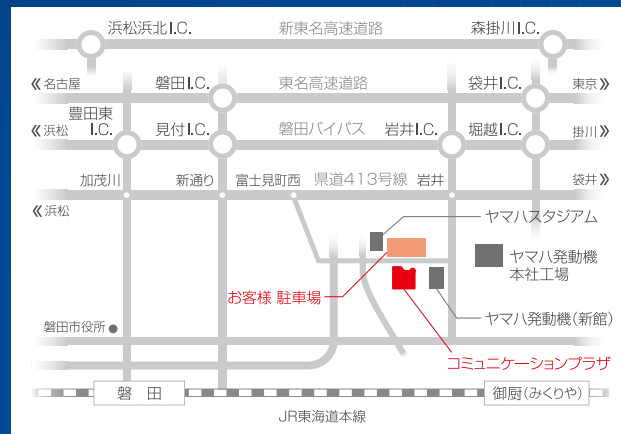 浜松浜北I.C.
新東名高速道路
森掛川I.C.
《名古屋
磐田I.C.
東名高速道路
袋井I.C.
東京》
豊田東
I.C.
《浜松
見付I.C.
磐田バイパス
岩井I.C.
堀越I.C.
掛川》
加茂川
新通り
富士見町西
県道413号線
岩井
袋井》
《浜松
ヤマハスタジアム
ヤマハ発動機
本社工場
お客様 駐車場
ヤマハ発動機(新館)
磐田市役所
コミュニケーションプラザ
磐 田
御厨(みくりや)
JR東海道本線